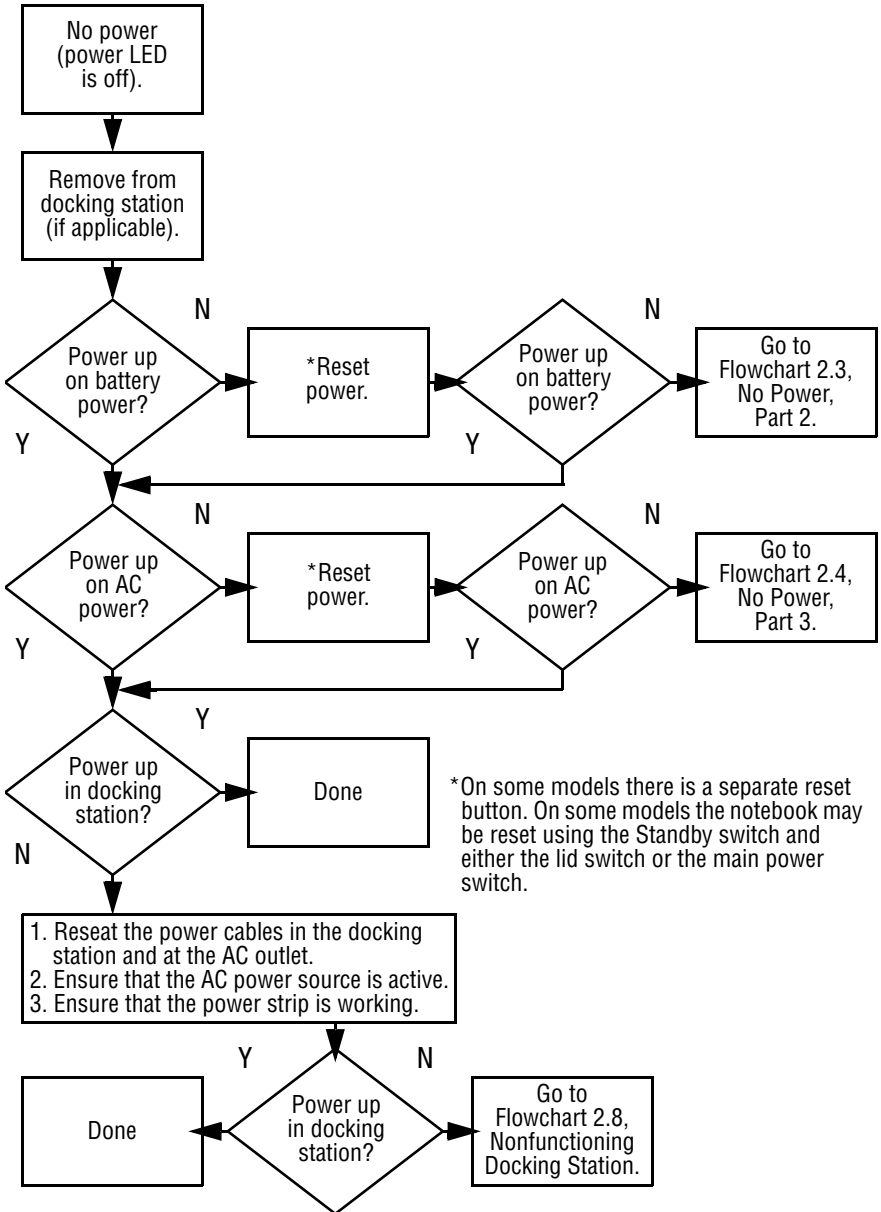 No power
(power LED
is off).
Remove from
docking station
(if applicable).
N
Power up
on battery
power?
Y
*Reset
power.
N
Power up
on battery
power?
Y
Go to
Flowchart 2.3,
No Power,
Part 2.
N
Power up
on AC
power?
Y
*Reset
power.
N
Power up
on AC
power?
Y
Go to
Flowchart 2.4,
No Power,
Part 3.
Y
Power up
in docking
station?
N
Done
*On some models there is a separate reset
button. On some models the notebook may
be reset using the Standby switch and
either the lid switch or the main power
switch.
1. Reseat the power cables in the docking
station and at the AC outlet.
2. Ensure that the AC power source is active.
3. Ensure that the power strip is working.
Y
N
Done
Power up
in docking
station?
Go to
Flowchart 2.8,
Nonfunctioning
Docking Station.